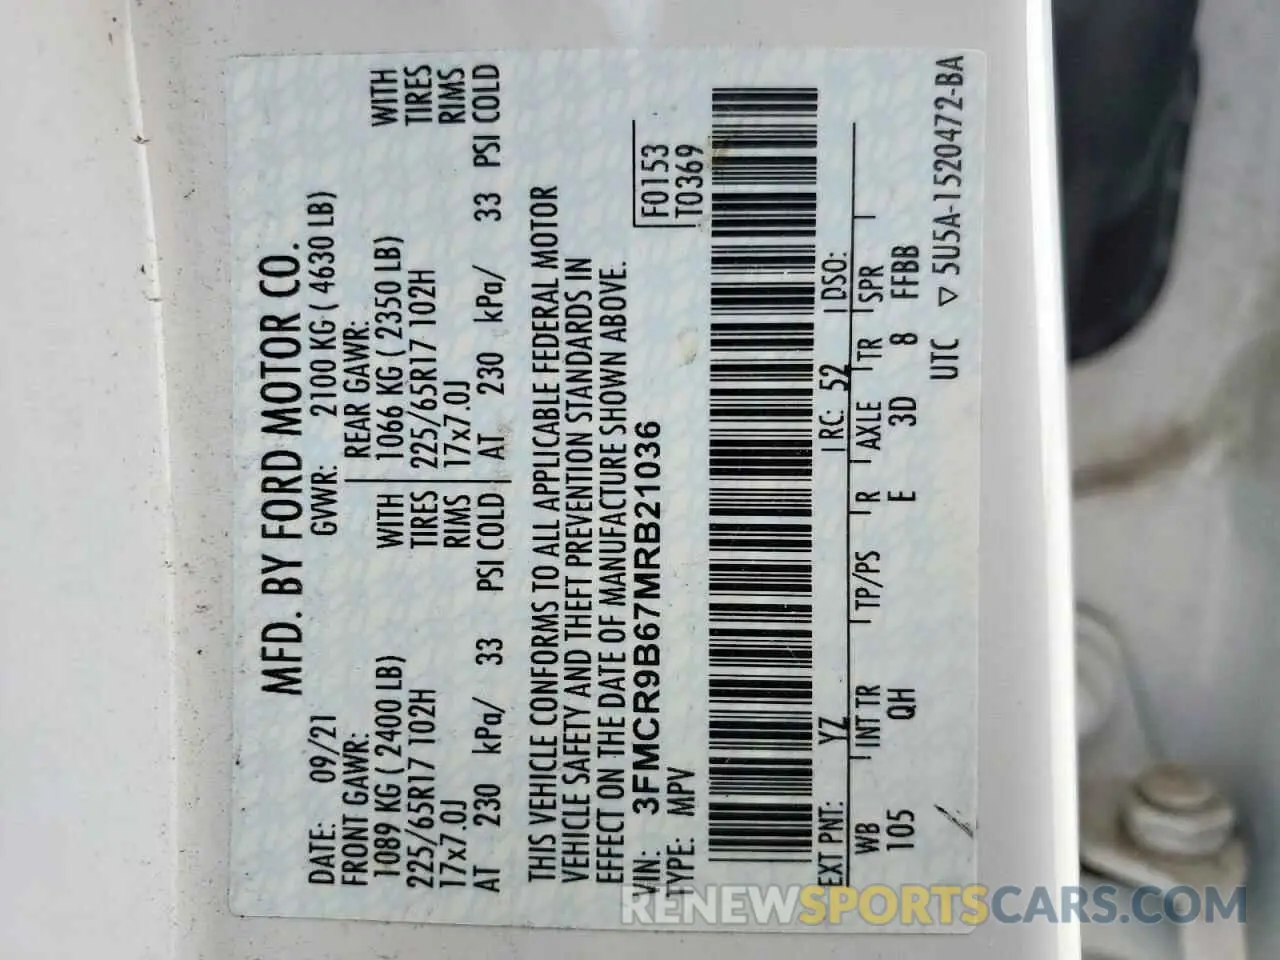 MFD. BY FORD MOTOR CO.
DATE: 09/21 GVWR: 2100 KG ( 4630 LB)
FRONT GAWR: REAR GAWR:
1089 KG ( 2400 LB) WITH 1066 KG ( 2350 LB) WITH
225/65R17 102H TIRES 225/65R17 102H TIRES
17x7.0J RIMS 17x7.0J RIMS
AT 230 kPa/ 33 PSI COLD AT 230 kPa/ 33 PSI COLD
THIS VEHICLE CONFORMS TO ALL APPLICABLE FEDERAL MOTOR
VEHICLE SAFETY AND THEFT PREVENTION STANDARDS IN
EFFECT ON THE DATE OF MANUFACTURE SHOWN ABOVE.
VIN: 3FMCR9B67MRB21036 F0153
TYPE: MPV T0369
EXT PNT: YZ RC: 52 DSO:
WB INT TR TP/PS R AXLE TR SPR
105 QH E 3D 8 FFBB
UTC ▽ 5U5A-1520472-BA
RENEWSPORTSCARS.COM